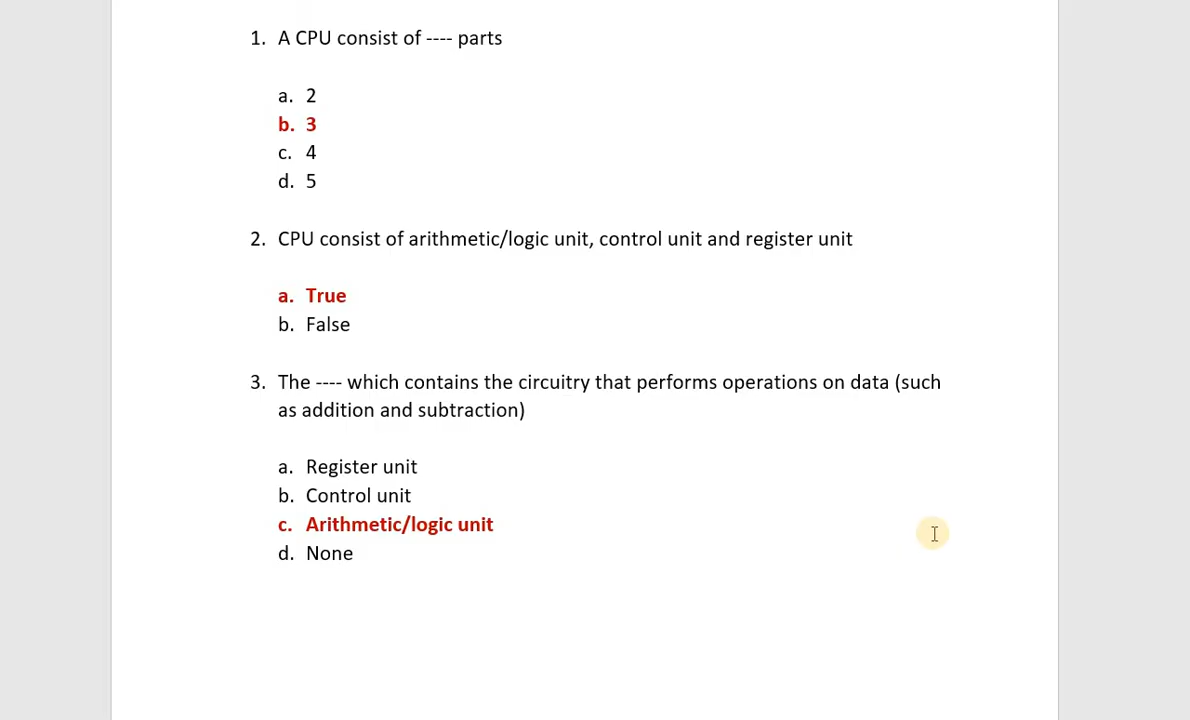 1. A CPU consist of ---- parts
a. 2
b. 3
c. 4
d. 5
2. CPU consist of arithmetic/logic unit, control unit and register unit
a. True
b. False
3. The ---- which contains the circuitry that performs operations on data (such
as addition and subtraction)
a. Register unit
b. Control unit
c. Arithmetic/logic unit
d. None